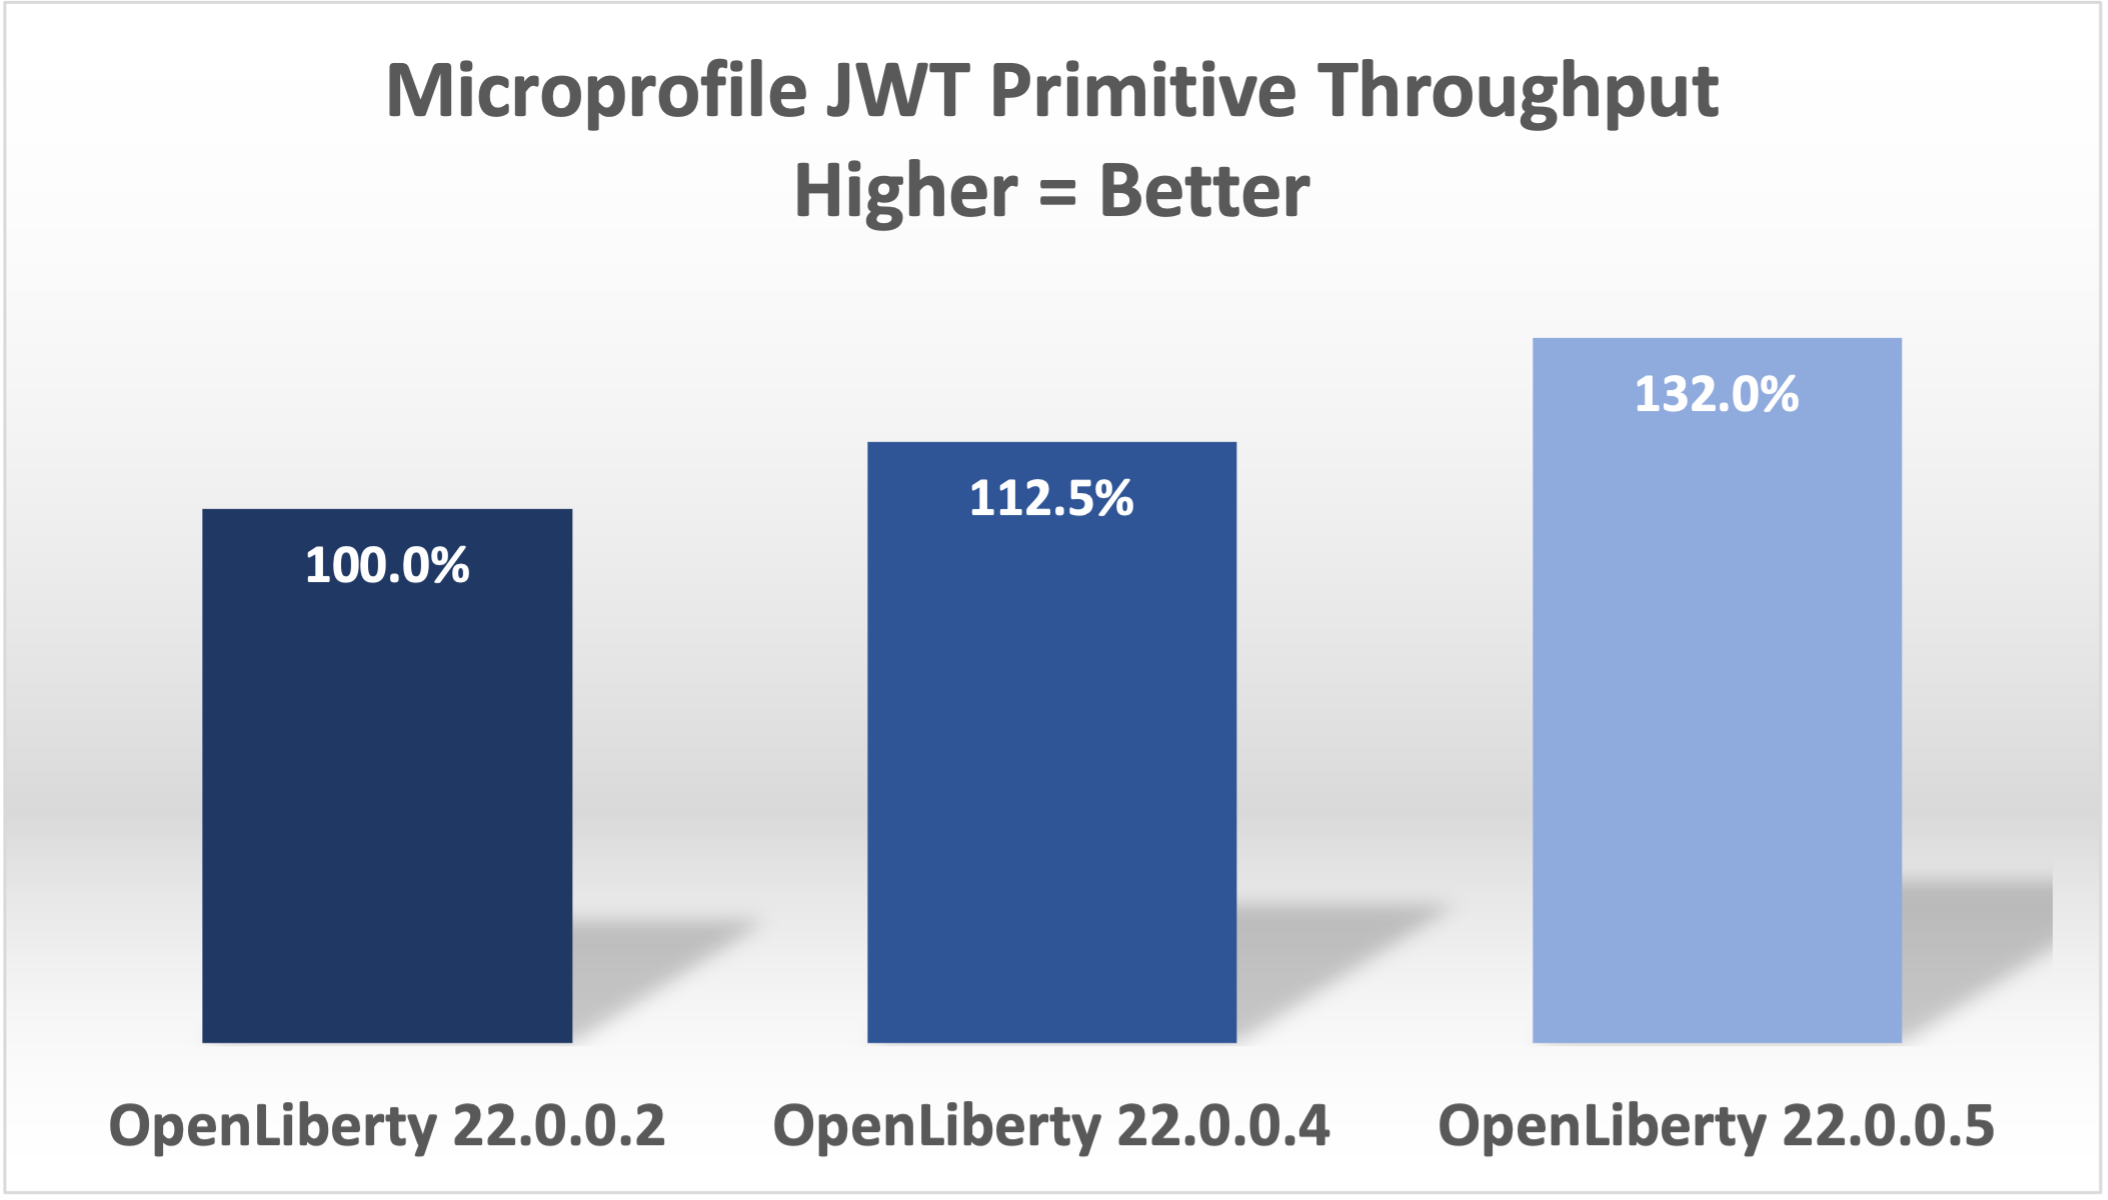 Microprofile JWT Primitive Throughput
Higher = Better
100.0%
112.5%
132.0%
OpenLiberty 22.0.0.2
OpenLiberty 22.0.0.4
OpenLiberty 22.0.0.5